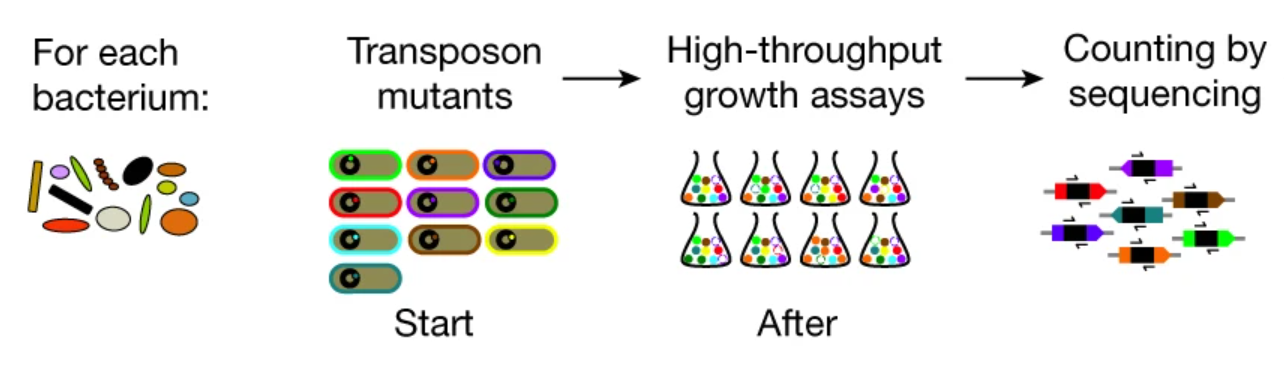 For each
bacterium:
Transposon
mutants
High-throughput
growth assays
Counting by
sequencing
Start
After